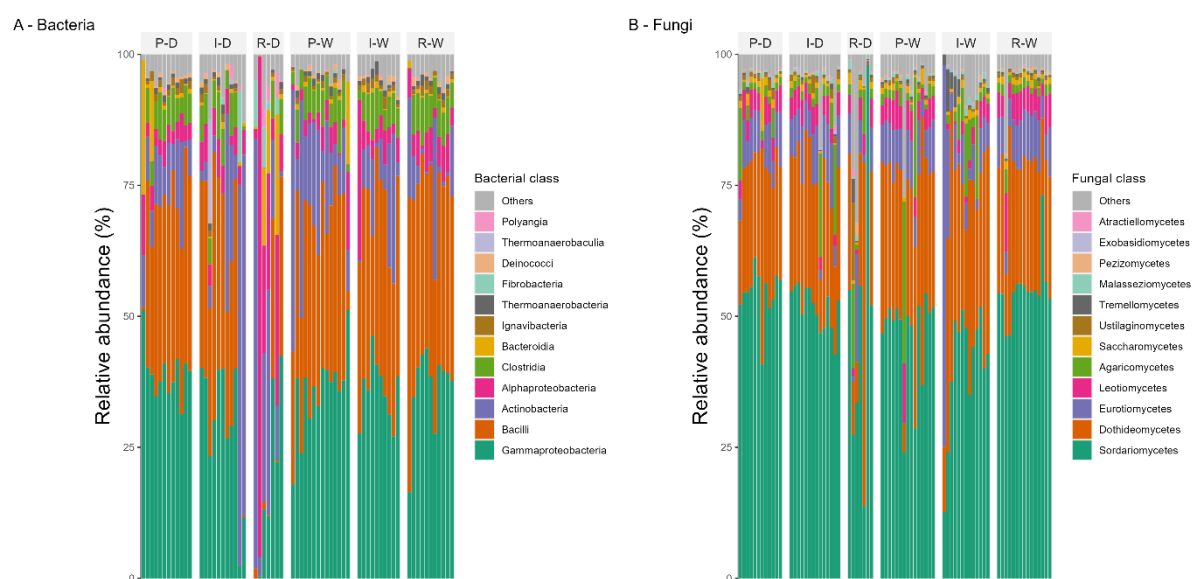 A - Bacteria
P-D I-D R-D P-W I-W R-W
100
75
50
25
0
Relative abundance (%)
Bacterial class
Others
Polyangia
Thermoanaerobaculia
Deinococci
Fibrobacteria
Thermoanaerobacteria
Ignavibacteria
Bacteroidia
Clostridia
Alphaproteobacteria
Actinobacteria
Bacilli
Gammaproteobacteria
B - Fungi
P-D I-D R-D P-W I-W R-W
100
75
50
25
0
Relative abundance (%)
Fungal class
Others
Atractiellomycetes
Exobasidiomycetes
Pezizomycetes
Malasseziomycetes
Tremellomycetes
Ustilaginomycetes
Saccharomycetes
Agaricomycetes
Leotiomycetes
Eurotiomycetes
Dothideomycetes
Sordariomycetes